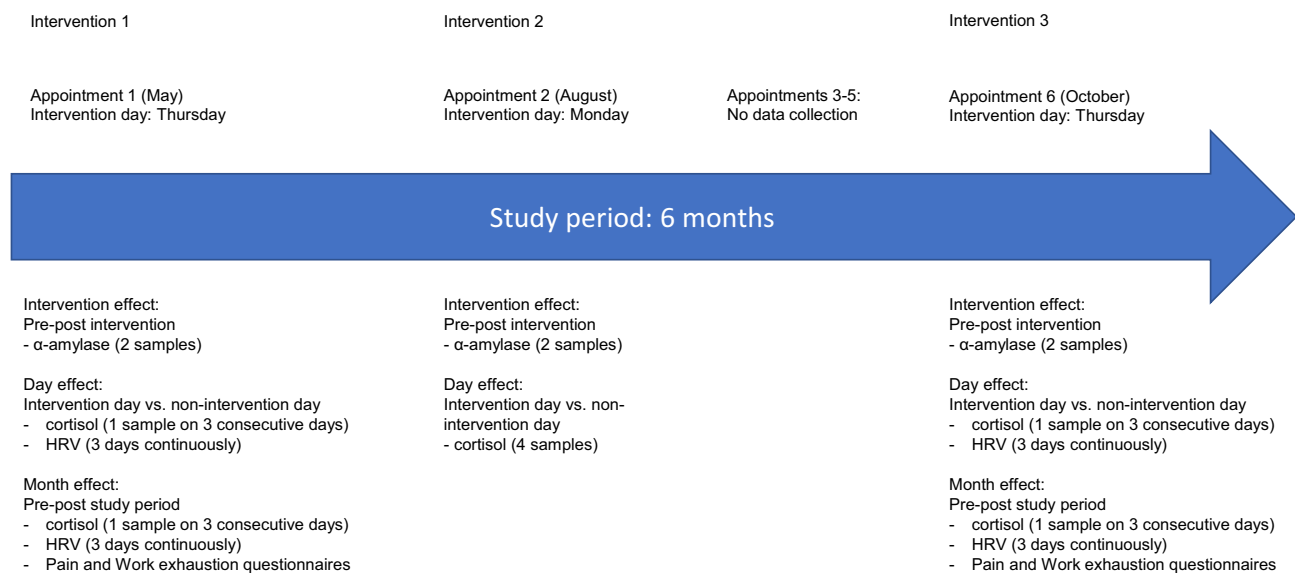 Intervention 1
Intervention 2
Intervention 3
Appointment 1 (May)
Intervention day: Thursday
Appointment 2 (August)
Intervention day: Monday
Appointments 3-5:
No data collection
Appointment 6 (October)
Intervention day: Thursday
Study period: 6 months
Intervention effect:
Pre-post intervention
- α-amylase (2 samples)
Day effect:
Intervention day vs. non-intervention day
- cortisol (1 sample on 3 consecutive days)
- HRV (3 days continuously)
Month effect:
Pre-post study period
- cortisol (1 sample on 3 consecutive days)
- HRV (3 days continuously)
- Pain and Work exhaustion questionnaires
Intervention effect:
Pre-post intervention
- α-amylase (2 samples)
Day effect:
Intervention day vs. non-
intervention day
- cortisol (4 samples)
Intervention effect:
Pre-post intervention
- α-amylase (2 samples)
Day effect:
Intervention day vs. non-intervention day
- cortisol (1 sample on 3 consecutive days)
- HRV (3 days continuously)
Month effect:
Pre-post study period
- cortisol (1 sample on 3 consecutive days)
- HRV (3 days continuously)
- Pain and Work exhaustion questionnaires